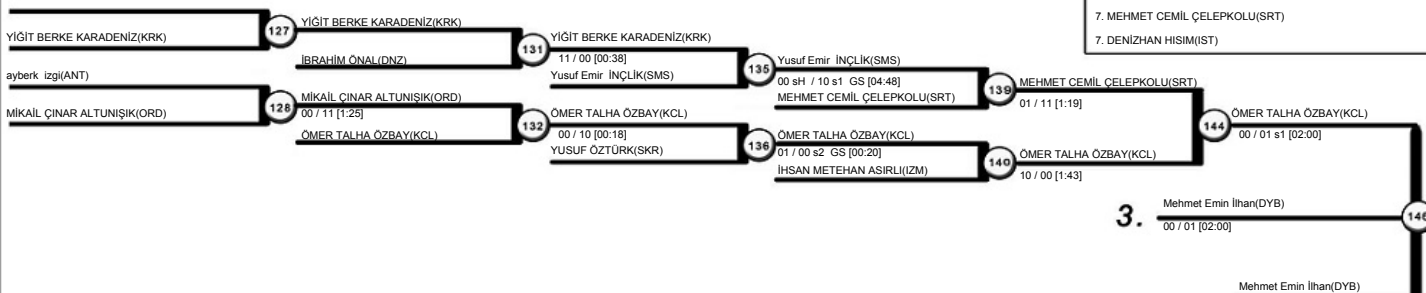 7. MEHMET CEMİL ÇELEPKOLU(SRT)
7. DENİZHAN HISIM(IST)
YİĞİT BERKE KARADENİZ(KRK)
127
YİĞİT BERKE KARADENİZ(KRK)
İBRAHİM ÖNAL(DNZ)
131
YİĞİT BERKE KARADENİZ(KRK)
11 / 00 [00:38]
Yusuf Emir İNÇLİK(SMS)
135
Yusuf Emir İNÇLİK(SMS)
00 sH / 10 s1 GS [04:48]
MEHMET CEMİL ÇELEPKOLU(SRT)
139
MEHMET CEMİL ÇELEPKOLU(SRT)
01 / 11 [1:19]
ayberk izgi(ANT)
MİKAİL ÇINAR ALTUNIŞIK(ORD)
128
MİKAİL ÇINAR ALTUNIŞIK(ORD)
00 / 11 [1:25]
ÖMER TALHA ÖZBAY(KCL)
132
ÖMER TALHA ÖZBAY(KCL)
00 / 10 [00:18]
YUSUF ÖZTÜRK(SKR)
136
ÖMER TALHA ÖZBAY(KCL)
01 / 00 s2 GS [00:20]
İHSAN METEHAN ASIRLI(IZM)
140
ÖMER TALHA ÖZBAY(KCL)
10 / 00 [1:43]
144
ÖMER TALHA ÖZBAY(KCL)
00 / 01 s1 [02:00]
3.
Mehmet Emin İlhan(DYB)
00 / 01 [02:00]
146
Mehmet Emin İlhan(DYB)